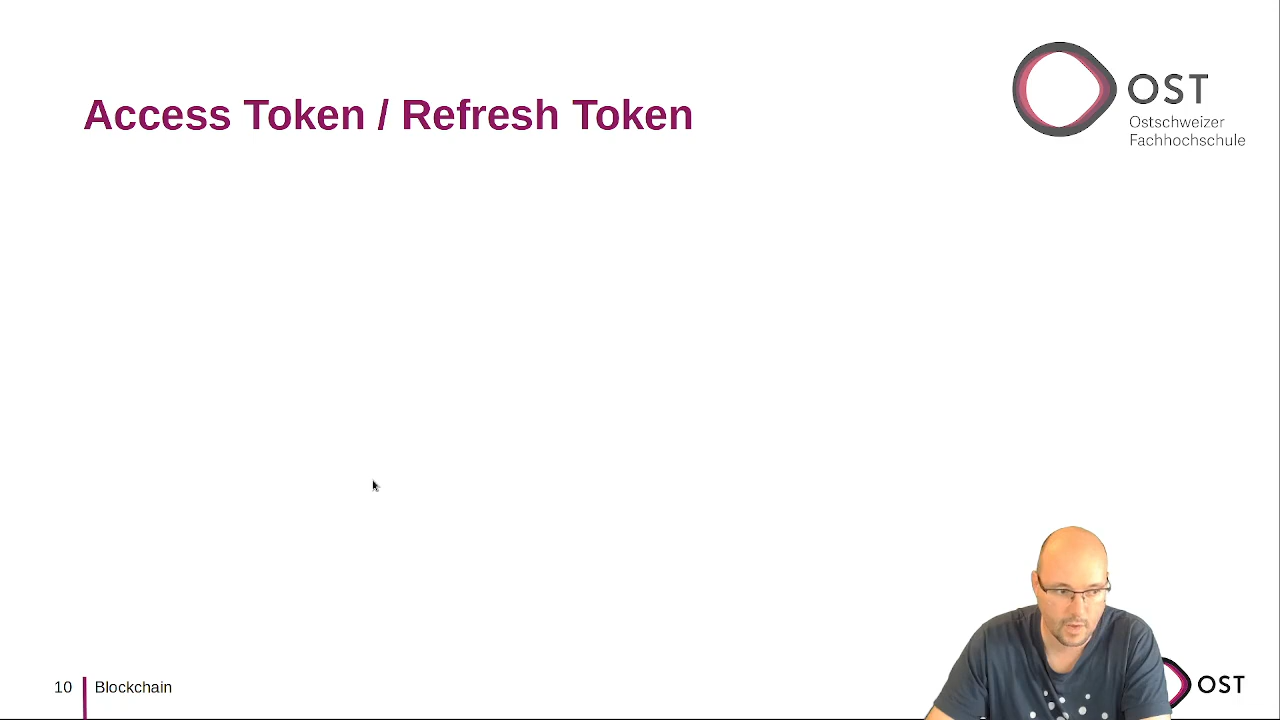 Access Token / Refresh Token
OST
Ostschweizer
Fachhochschule
10
Blockchain
OST